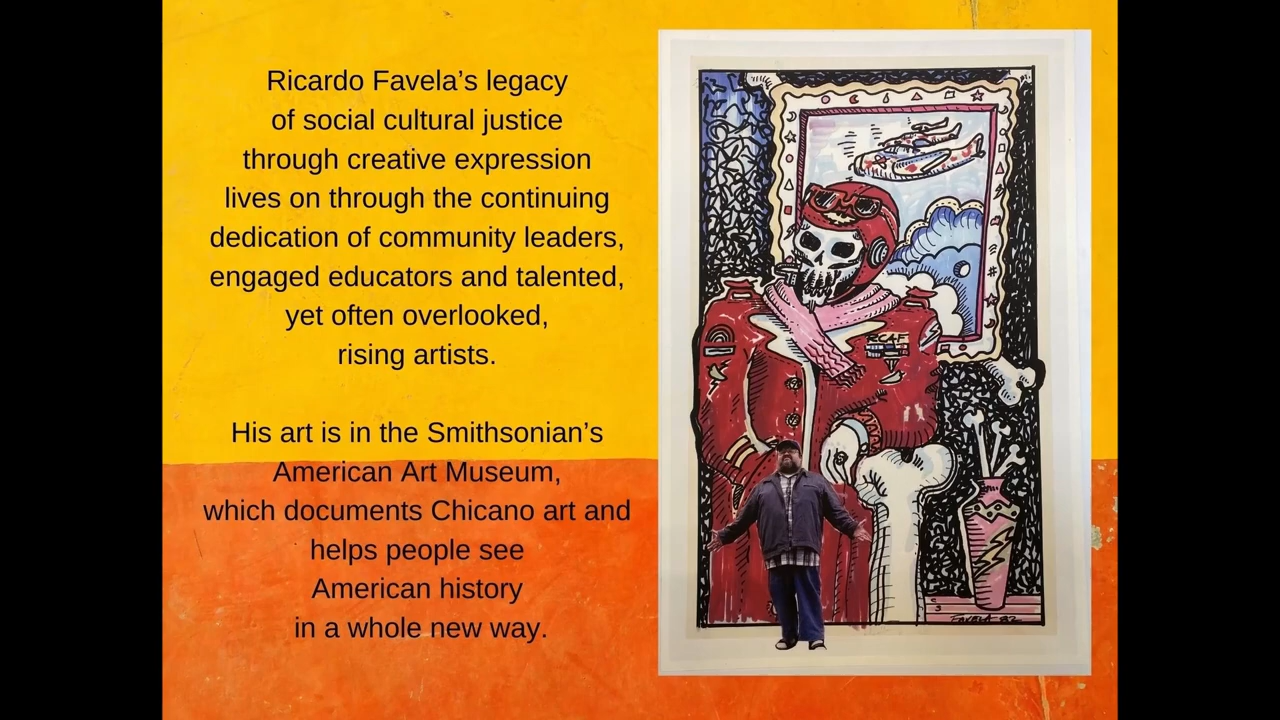 Ricardo Favela’s legacy
of social cultural justice
through creative expression
lives on through the continuing
dedication of community leaders,
engaged educators and talented,
yet often overlooked,
rising artists.
His art is in the Smithsonian’s
American Art Museum,
which documents Chicano art and
helps people see
American history
in a whole new way.
RCAF
FAVELA 82